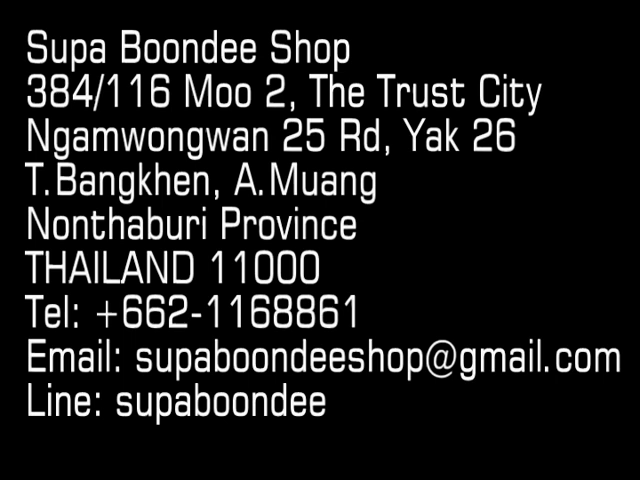 Supa Boondee Shop
384/116 Moo 2, The Trust City
Ngamwongwan 25 Rd, Yak 26
T.Bangkhen, A.Muang
Nonthaburi Province
THAILAND 11000
Tel: +662-1168861
Email: supaboondeeshop@gmail.com
Line: supaboondee